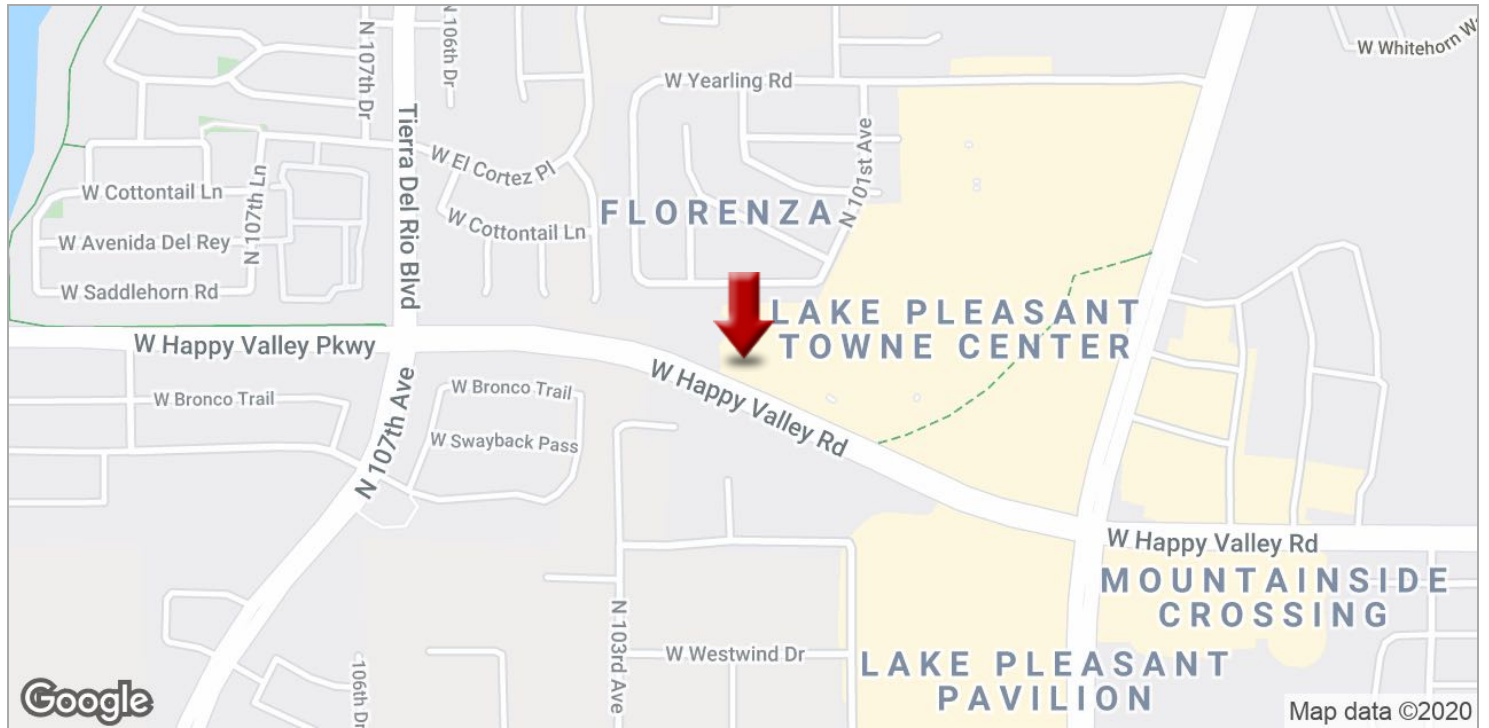 N 107th Dr
N 106th Dr
W Yearling Rd
W Whitehorn W
Tierra Del Rio Blvd
W El Cortez Pl
N 101st Ave
W Cottontail Ln
N 107th Ln
W Cottontail Ln
FLORENZA
W Avenida Del Rey
W Saddlehorn Rd
LAKE PLEASANT
TOWNE CENTER
W Happy Valley Pkwy
W Happy Valley Rd
W Bronco Trail
W Bronco Trail
N 107th Ave
W Swayback Pass
W Happy Valley Rd
MOUNTAINSIDE
CROSSING
N 103rd Ave
W Westwind Dr
LAKE PLEASANT
PAVILION
106th Dr
Google
Map data ©2020